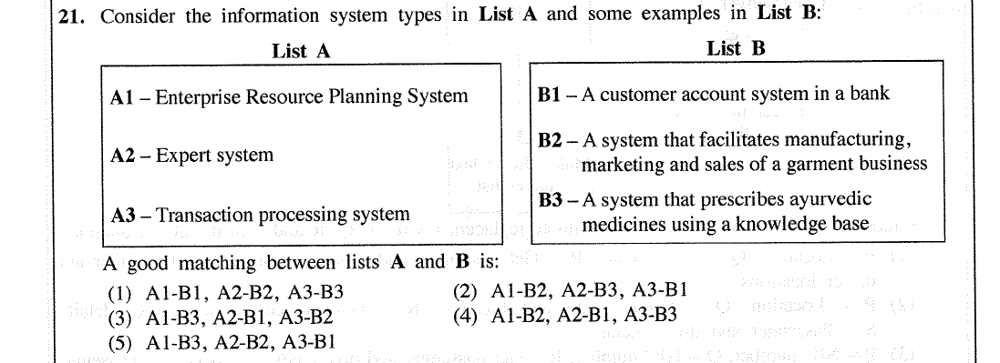 21. Consider the information system types in List A and some examples in List B:
List A
List B
A1 – Enterprise Resource Planning System
A2 – Expert system
A3 – Transaction processing system
B1 – A customer account system in a bank
B2 – A system that facilitates manufacturing,
marketing and sales of a garment business
B3 – A system that prescribes ayurvedic
medicines using a knowledge base
A good matching between lists A and B is:
(1) A1-B1, A2-B2, A3-B3
(2) A1-B2, A2-B3, A3-B1
(3) A1-B3, A2-B1, A3-B2
(4) A1-B2, A2-B1, A3-B3
(5) A1-B3, A2-B2, A3-B1